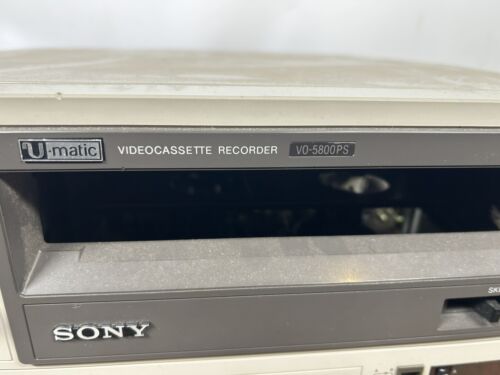 U-matic VIDEOCASSETTE RECORDER VO-5800PS
SONY